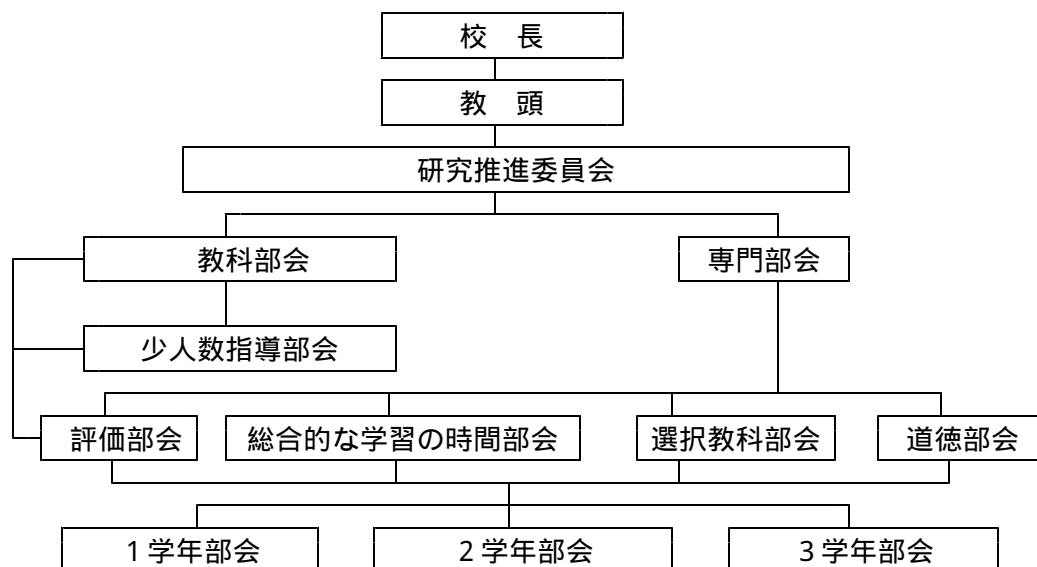 校　長
教　頭
研究推進委員会
教科部会
専門部会
少人数指導部会
評価部会
総合的な学習の時間部会
選択教科部会
道徳部会
1 学年部会
2 学年部会
3 学年部会